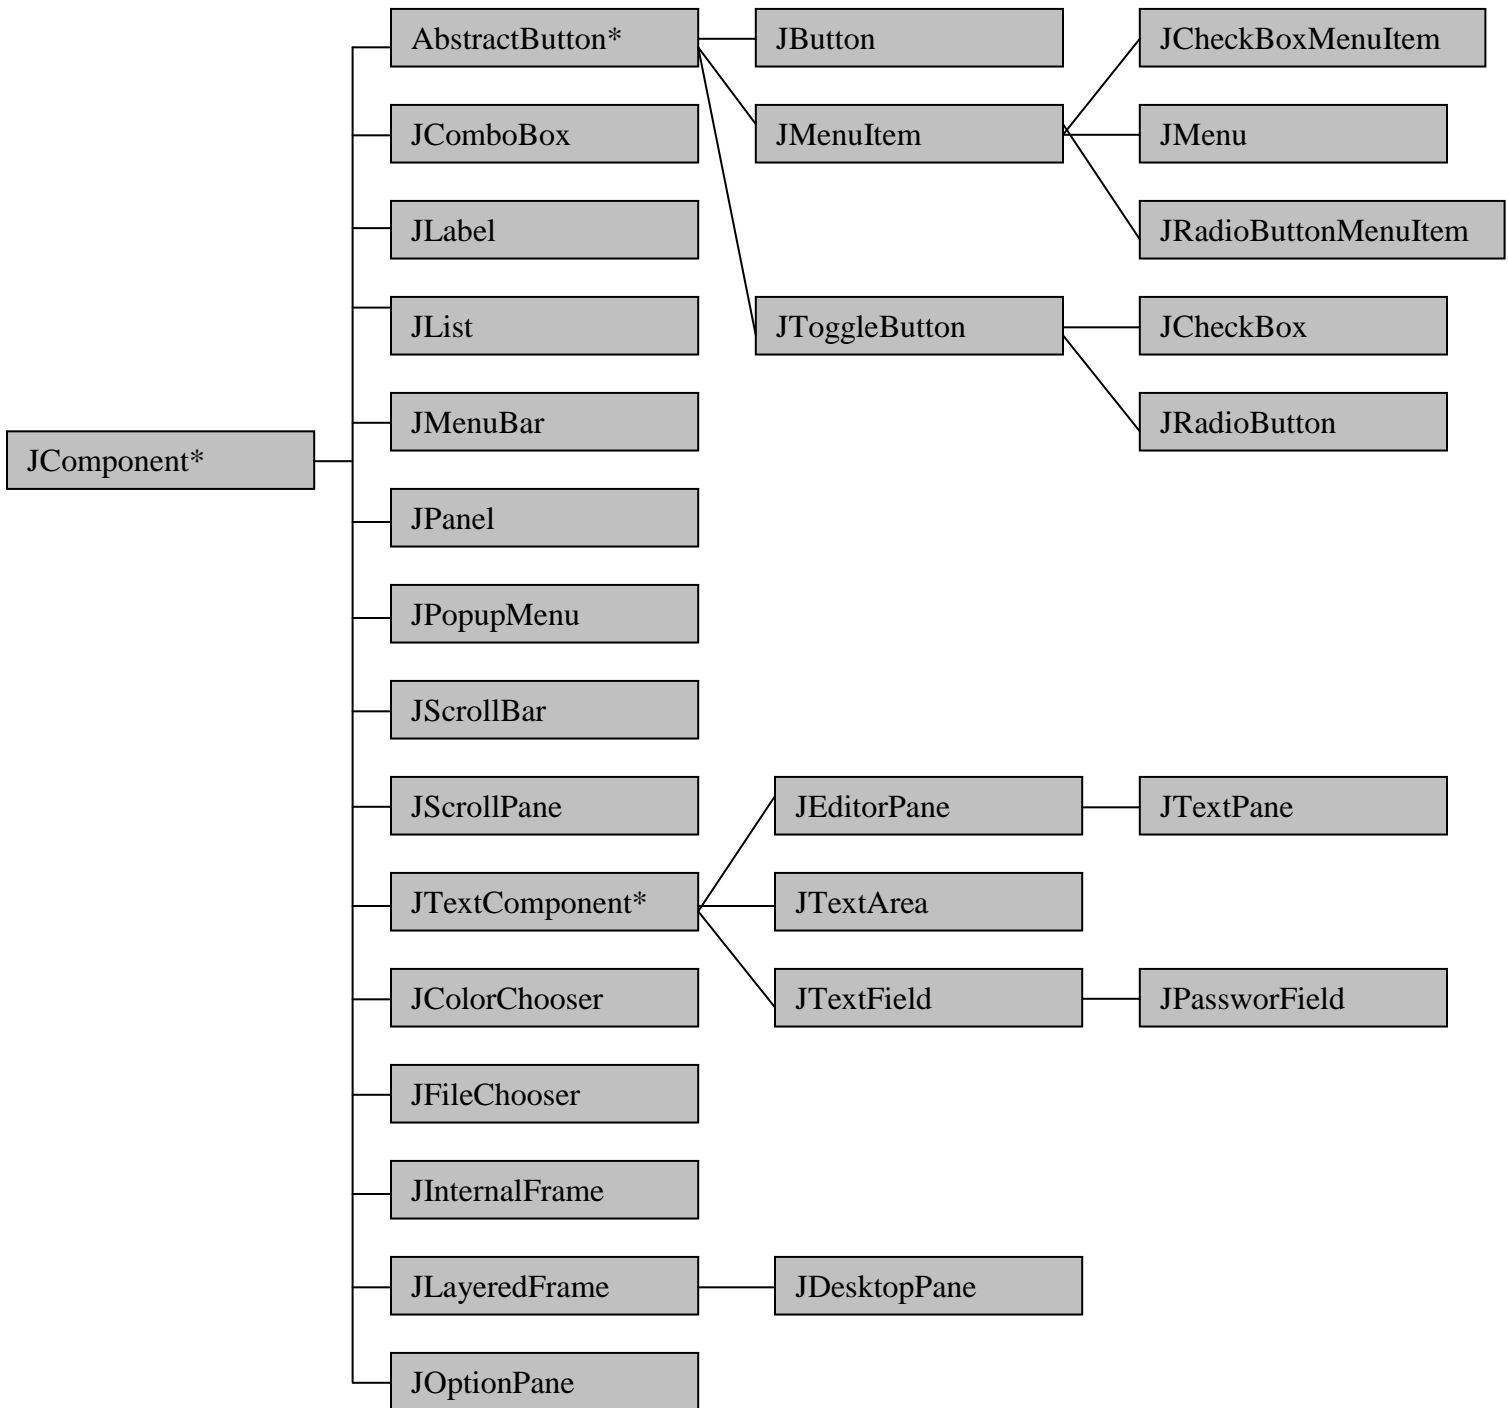 AbstractButton*
JButton
JCheckBoxMenuItem
JComboBox
JMenuItem
JMenu
JLabel
JRadioButtonMenuItem
JList
JToggleButton
JCheckBox
JMenuBar
JRadioButton
JComponent*
JPanel
JPopupMenu
JScrollBar
JScrollPane
JEditorPane
JTextPane
JTextComponent*
JTextArea
JColorChooser
JTextField
JPassworField
JFileChooser
JInternalFrame
JLayeredFrame
JDesktopPane
JOptionPane